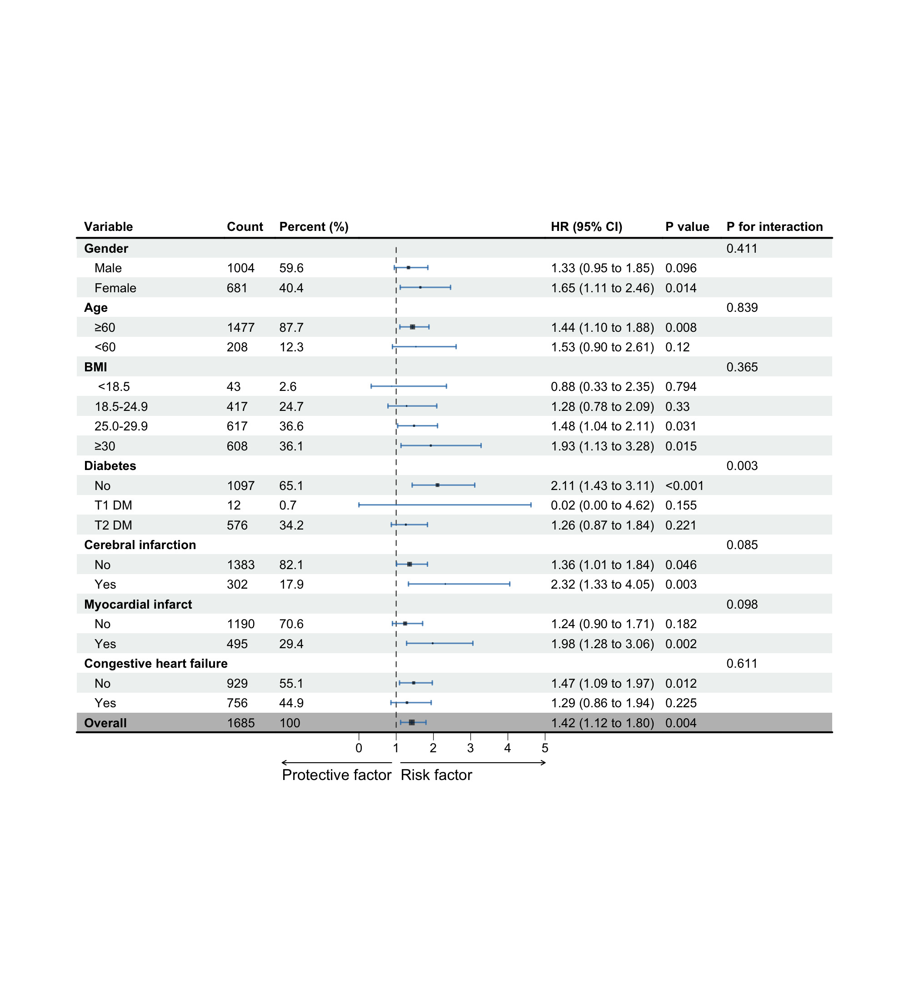 Variable Count Percent (%) HR (95% CI) P value P for interaction
Gender 0.411
Male 1004 59.6 1.33 (0.95 to 1.85) 0.096
Female 681 40.4 1.65 (1.11 to 2.46) 0.014
Age 0.839
≥60 1477 87.7 1.44 (1.10 to 1.88) 0.008
<60 208 12.3 1.53 (0.90 to 2.61) 0.12
BMI 0.365
<18.5 43 2.6 0.88 (0.33 to 2.35) 0.794
18.5-24.9 417 24.7 1.28 (0.78 to 2.09) 0.33
25.0-29.9 617 36.6 1.48 (1.04 to 2.11) 0.031
≥30 608 36.1 1.93 (1.13 to 3.28) 0.015
Diabetes 0.003
No 1097 65.1 2.11 (1.43 to 3.11) <0.001
T1 DM 12 0.7 0.02 (0.00 to 4.62) 0.155
T2 DM 576 34.2 1.26 (0.87 to 1.84) 0.221
Cerebral infarction 0.085
No 1383 82.1 1.36 (1.01 to 1.84) 0.046
Yes 302 17.9 2.32 (1.33 to 4.05) 0.003
Myocardial infarct 0.098
No 1190 70.6 1.24 (0.90 to 1.71) 0.182
Yes 495 29.4 1.98 (1.28 to 3.06) 0.002
Congestive heart failure 0.611
No 929 55.1 1.47 (1.09 to 1.97) 0.012
Yes 756 44.9 1.29 (0.86 to 1.94) 0.225
Overall 1685 100 1.42 (1.12 to 1.80) 0.004
0 1 2 3 4 5
Protective factor Risk factor